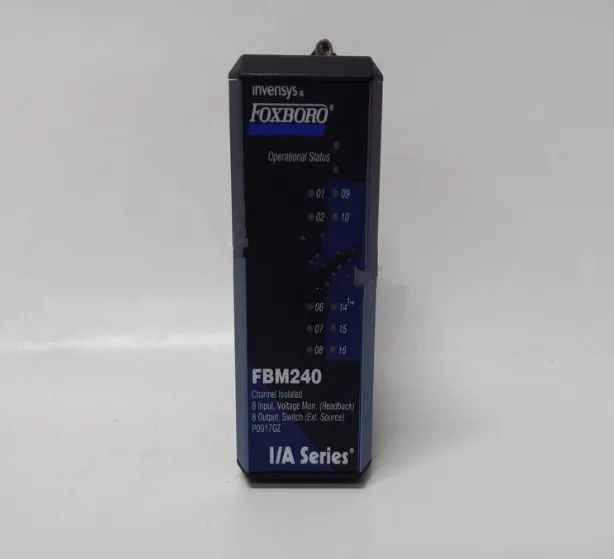 invensys®
FOXBORO®
Operational Status
01 09
02 10
06 14
07 15
08 16
FBM240
Channel Isolated
8 Input, Voltage Mon. (Readback)
8 Output, Switch (Ext. Source)
P0917GZ
I/A Series®